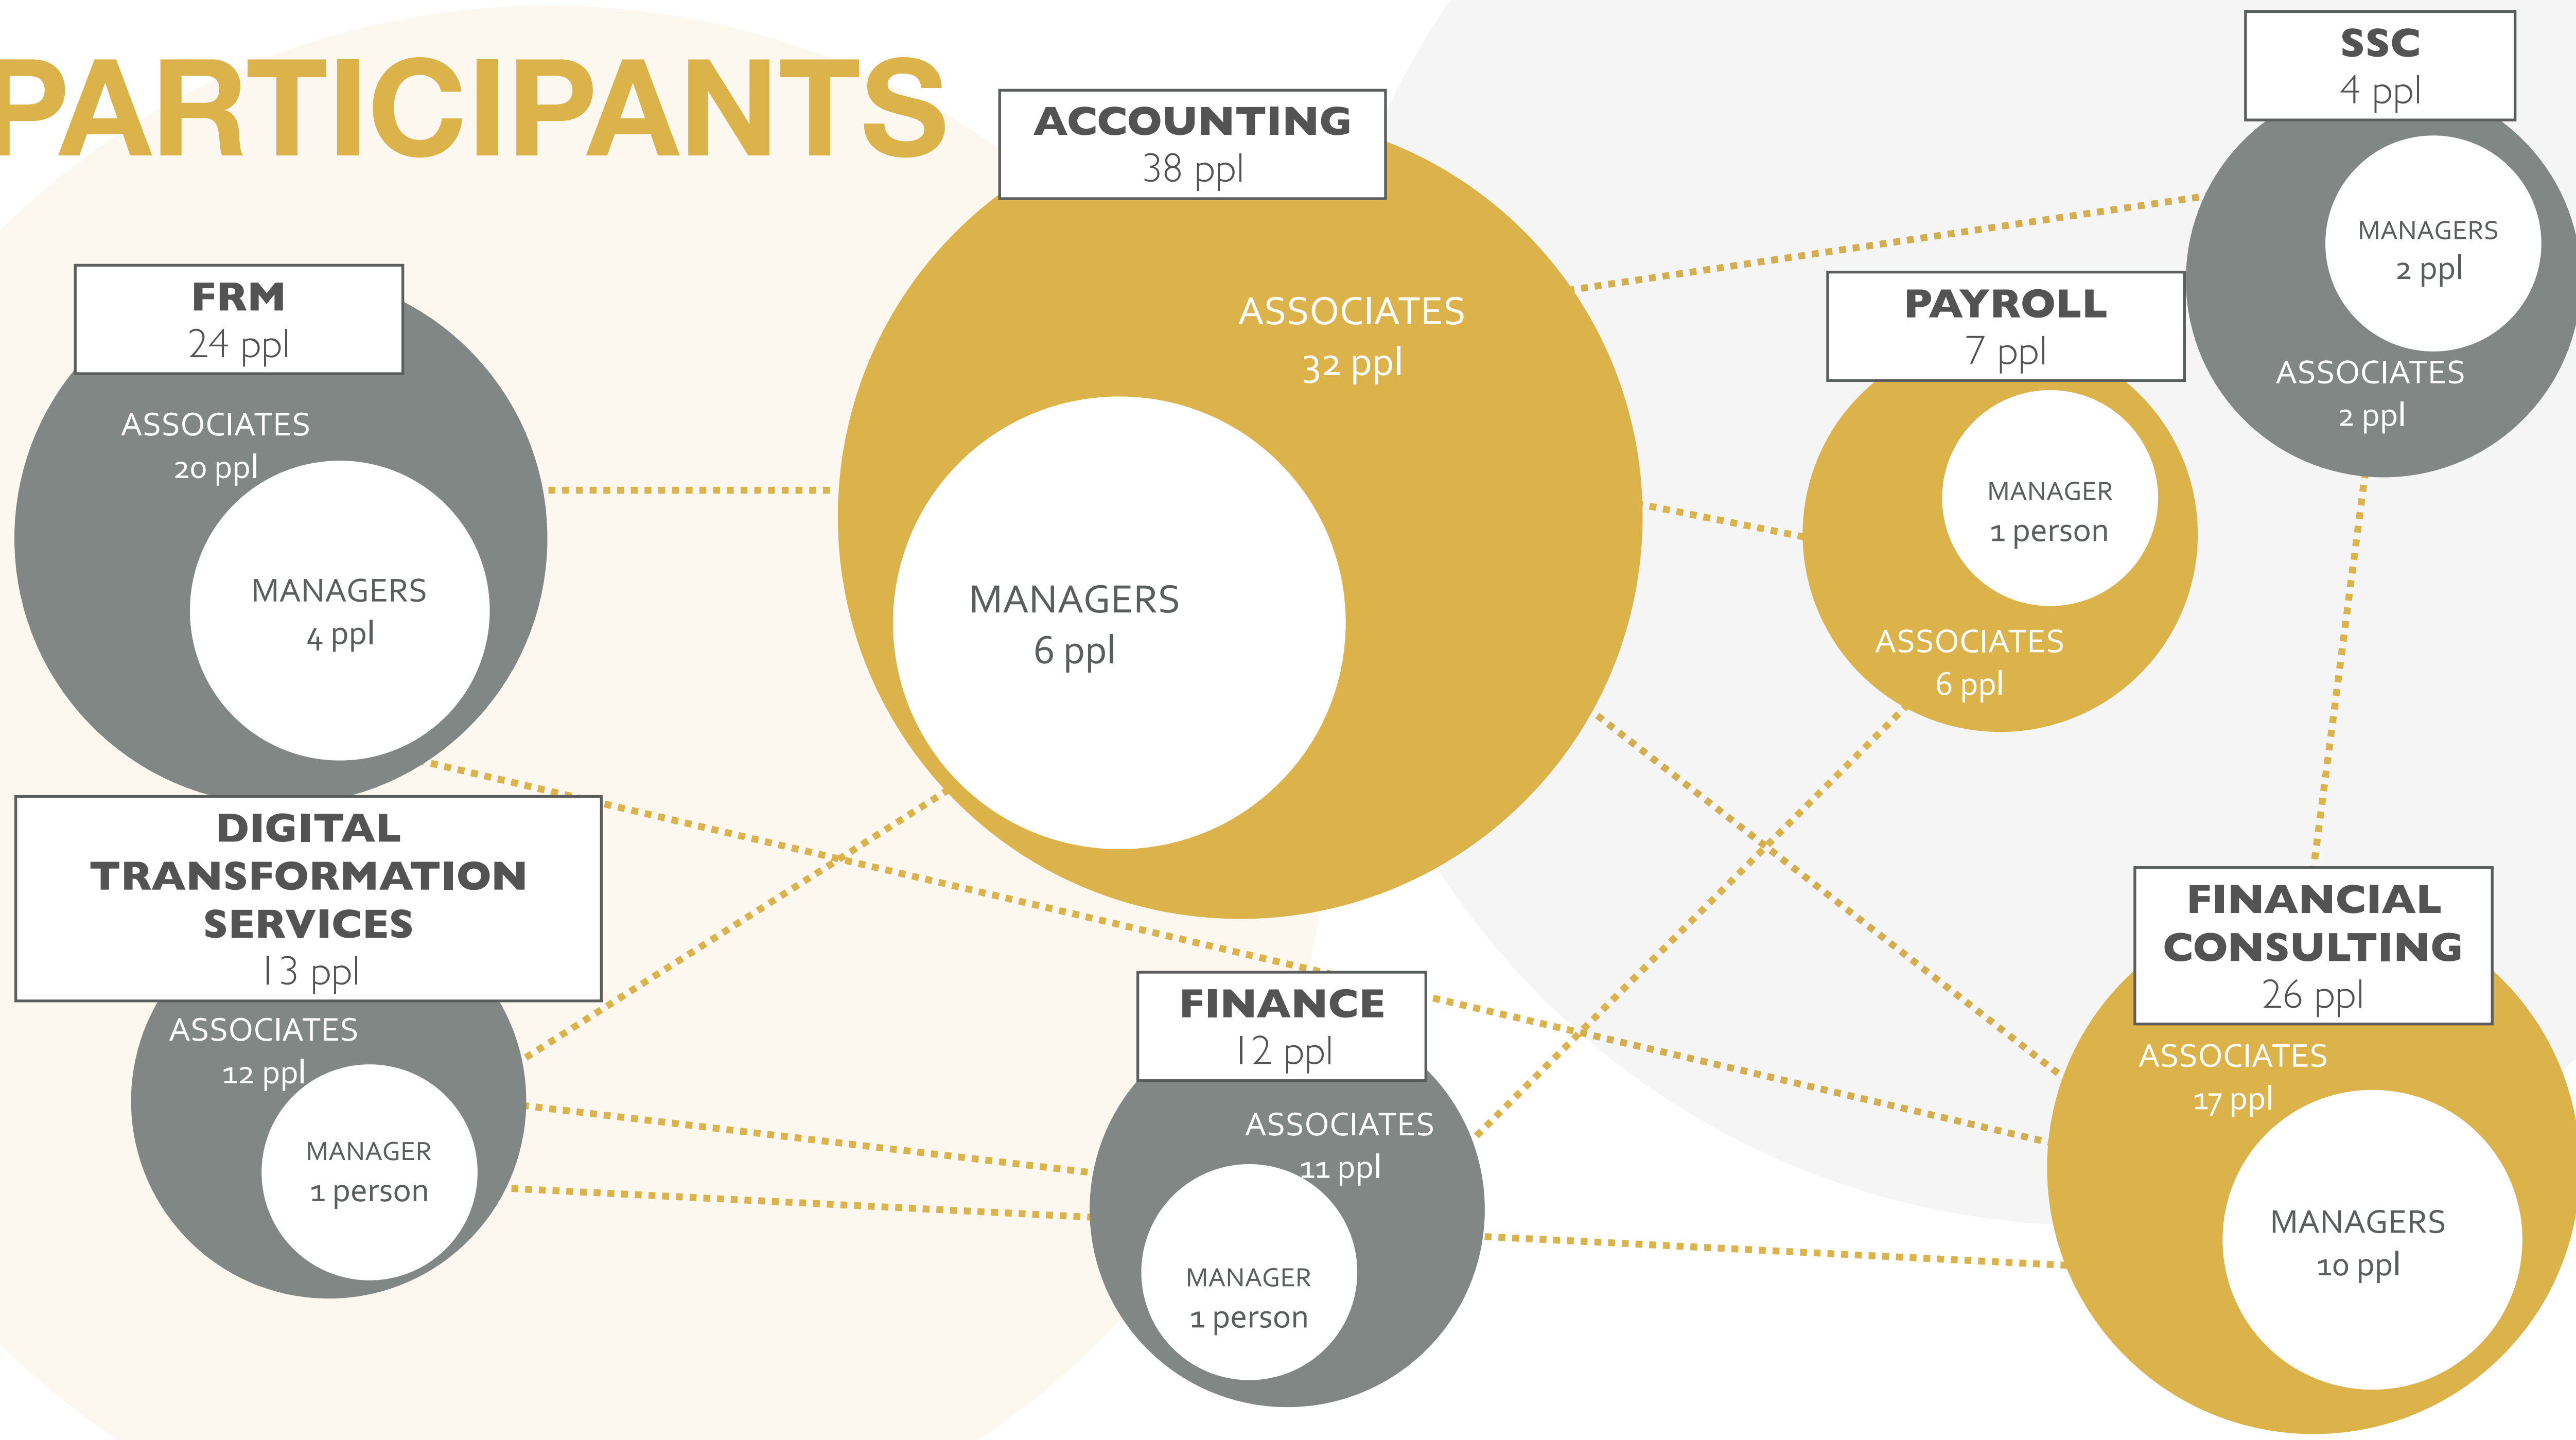 PARTICIPANTS
ACCOUNTING
38 ppl
ASSOCIATES
32 ppl
MANAGERS
6 ppl
SSC
4 ppl
MANAGERS
2 ppl
ASSOCIATES
2 ppl
FRM
24 ppl
ASSOCIATES
20 ppl
MANAGERS
4 ppl
PAYROLL
7 ppl
MANAGER
1 person
ASSOCIATES
6 ppl
DIGITAL
TRANSFORMATION
SERVICES
13 ppl
ASSOCIATES
12 ppl
MANAGER
1 person
FINANCE
12 ppl
ASSOCIATES
11 ppl
MANAGER
1 person
FINANCIAL
CONSULTING
26 ppl
ASSOCIATES
17 ppl
MANAGERS
10 ppl